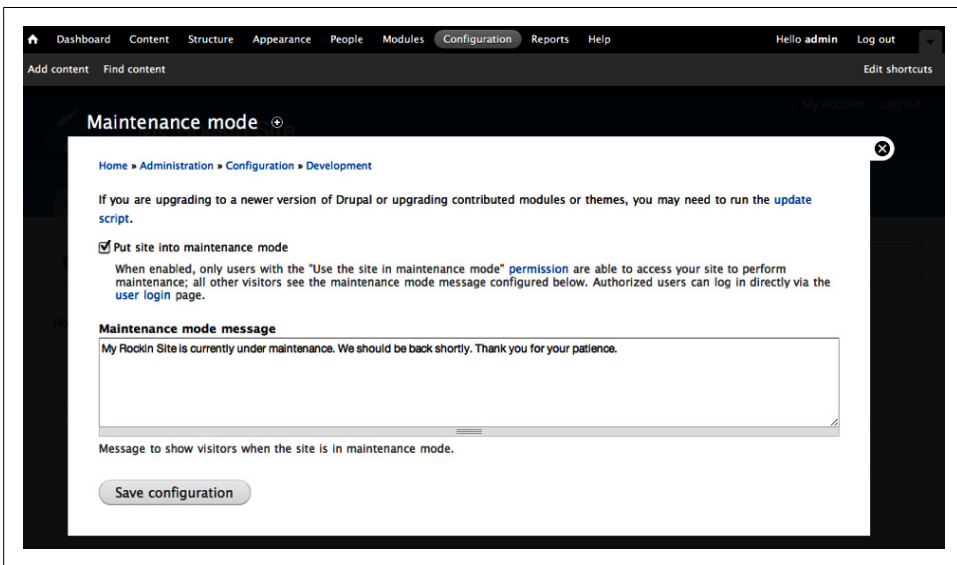 Dashboard Content Structure Appearance People Modules Configuration Reports Help Hello admin Log out
Add content Find content Edit shortcuts
My account Log out
Maintenance mode
Home » Administration » Configuration » Development
If you are upgrading to a newer version of Drupal or upgrading contributed modules or themes, you may need to run the update
script.
Put site into maintenance mode
When enabled, only users with the "Use the site in maintenance mode" permission are able to access your site to perform
maintenance; all other visitors see the maintenance mode message configured below. Authorized users can log in directly via the
user login page.
Maintenance mode message
My Rockin Site is currently under maintenance. We should be back shortly. Thank you for your patience.
Message to show visitors when the site is in maintenance mode.
Save configuration